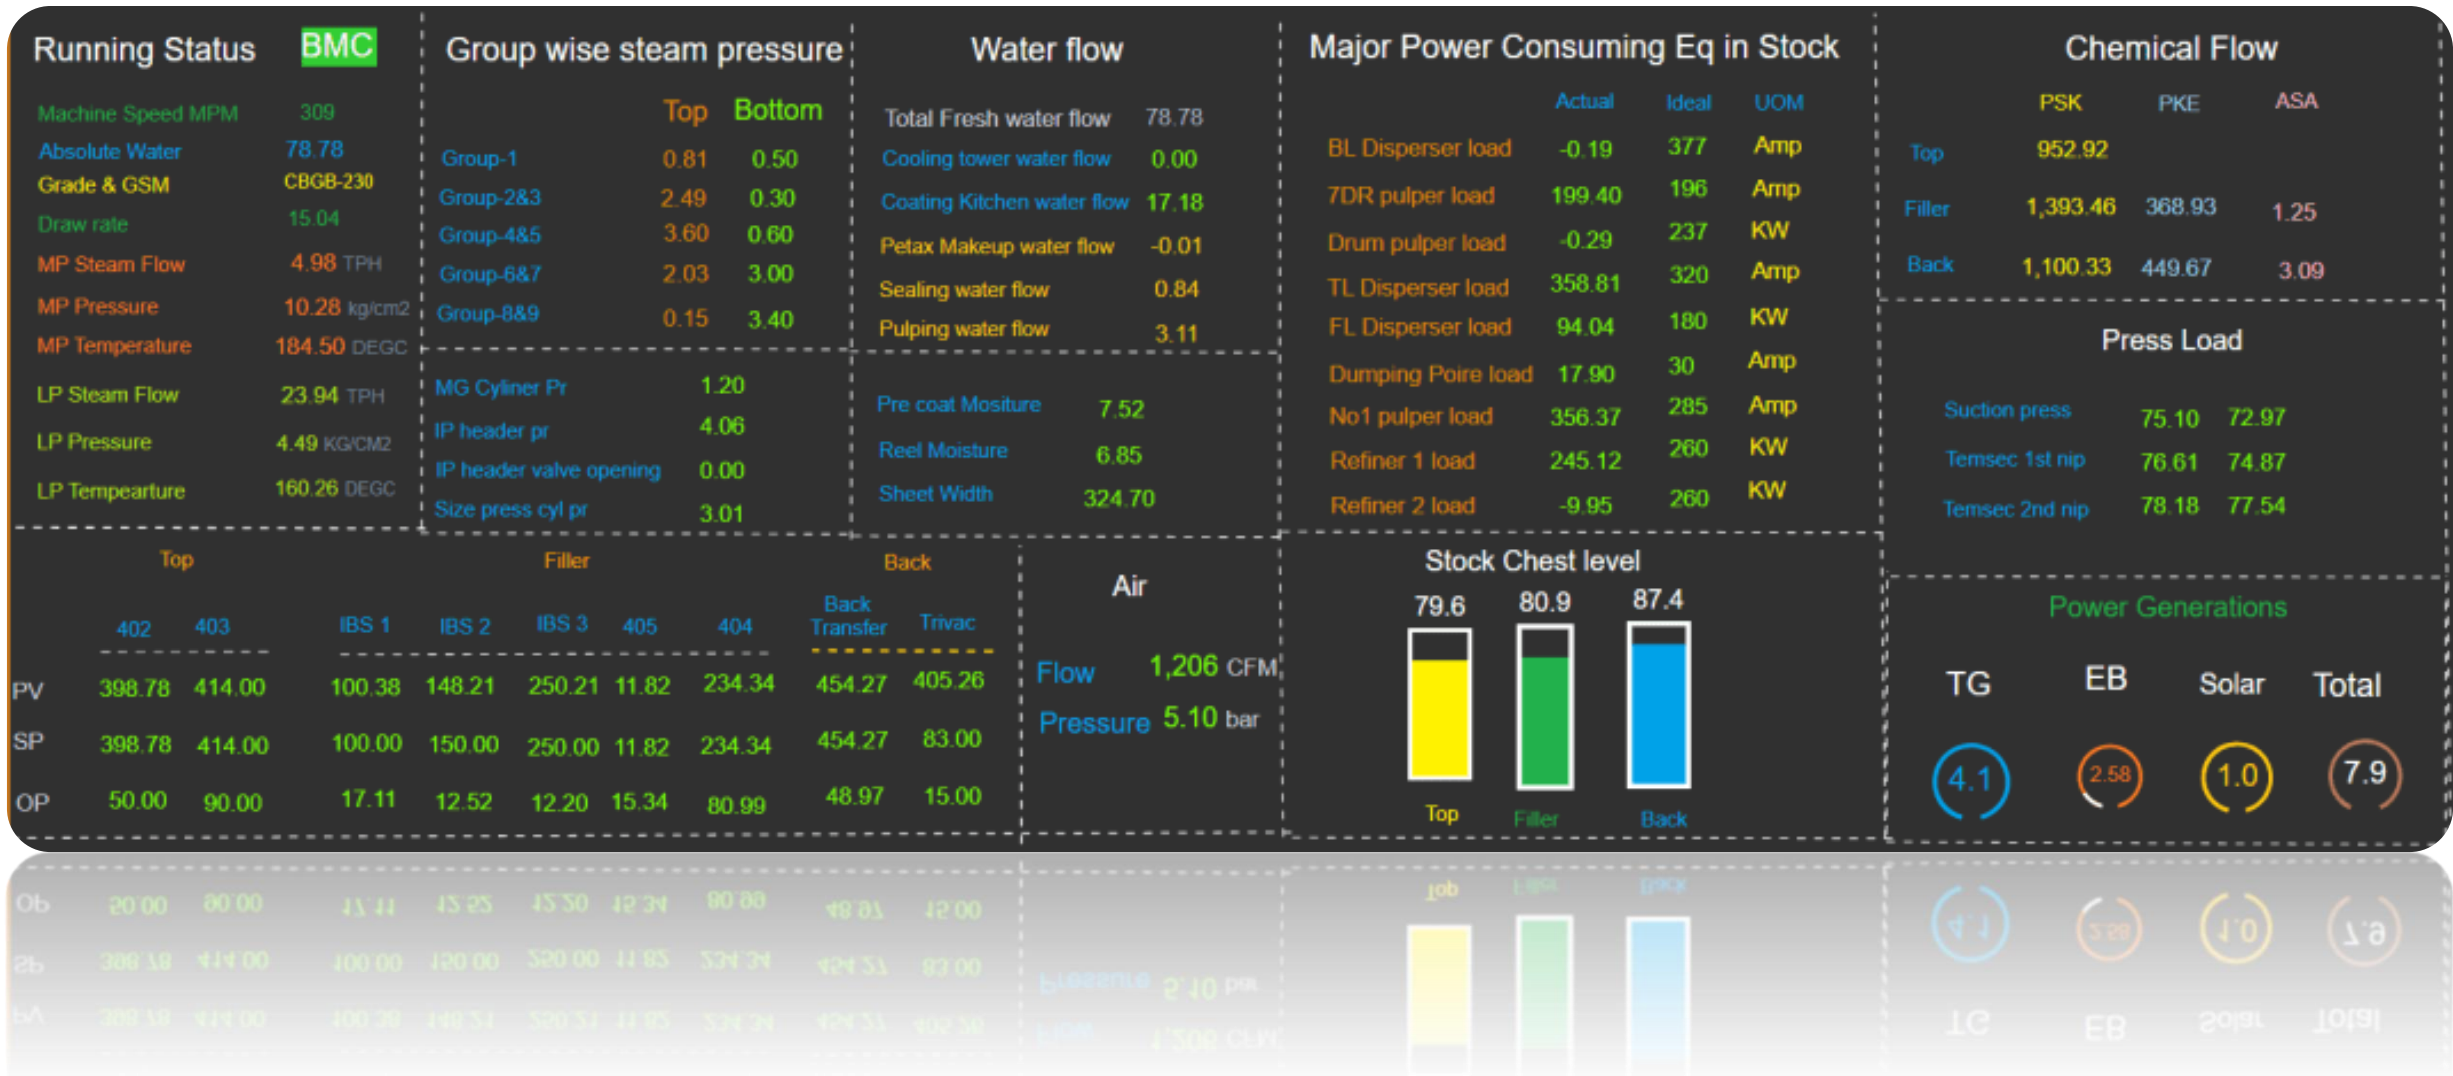 Running Status BMC
Machine Speed MPM 309
Absolute Water 78.78
Grade & GSM CBGB-230
Draw rate 15.04
MP Steam Flow 4.98 TPH
MP Pressure 10.28 kg/cm2
MP Temperature 184.50 DEGC
LP Steam Flow 23.94 TPH
LP Pressure 4.49 KG/CM2
LP Tempearture 160.26 DEGC
Group wise steam pressure
Top Bottom
Group-1 0.81 0.50
Group-2&3 2.49 0.30
Group-4&5 3.60 0.60
Group-6&7 2.03 3.00
Group-8&9 0.15 3.40
MG Cyliner Pr 1.20
IP header pr 4.06
IP header valve opening 0.00
Size press cyl pr 3.01
Water flow
Total Fresh water flow 78.78
Cooling tower water flow 0.00
Coating Kitchen water flow 17.18
Petax Makeup water flow -0.01
Sealing water flow 0.84
Pulping water flow 3.11
Pre coat Mositure 7.52
Reel Moisture 6.85
Sheet Width 324.70
Major Power Consuming Eq in Stock
Actual Ideal UOM
BL Disperser load -0.19 377 Amp
7DR pulper load 199.40 196 Amp
Drum pulper load -0.29 237 KW
TL Disperser load 358.81 320 Amp
FL Disperser load 94.04 180 KW
Dumping Poire load 17.90 30 Amp
No1 pulper load 356.37 285 Amp
Refiner 1 load 245.12 260 KW
Refiner 2 load -9.95 260 KW
Chemical Flow
PSK PKE ASA
Top 952.92
Filler 1,393.46 368.93 1.25
Back 1,100.33 449.67 3.09
Press Load
Suction press 75.10 72.97
Temsec 1st nip 76.61 74.87
Temsec 2nd nip 78.18 77.54
Top Filler Back
402 403 IBS 1 IBS 2 IBS 3 405 404 Back Transfer Trivac
PV 398.78 414.00 100.38 148.21 250.21 11.82 234.34 454.27 405.26
SP 398.78 414.00 100.00 150.00 250.00 11.82 234.34 454.27 83.00
OP 50.00 90.00 17.11 12.52 12.20 15.34 80.99 48.97 15.00
Air
Flow 1,206 CFM
Pressure 5.10 bar
Stock Chest level
79.6 80.9 87.4
Top Filler Back
Power Generations
TG EB Solar Total
4.1 2.58 1.0 7.9